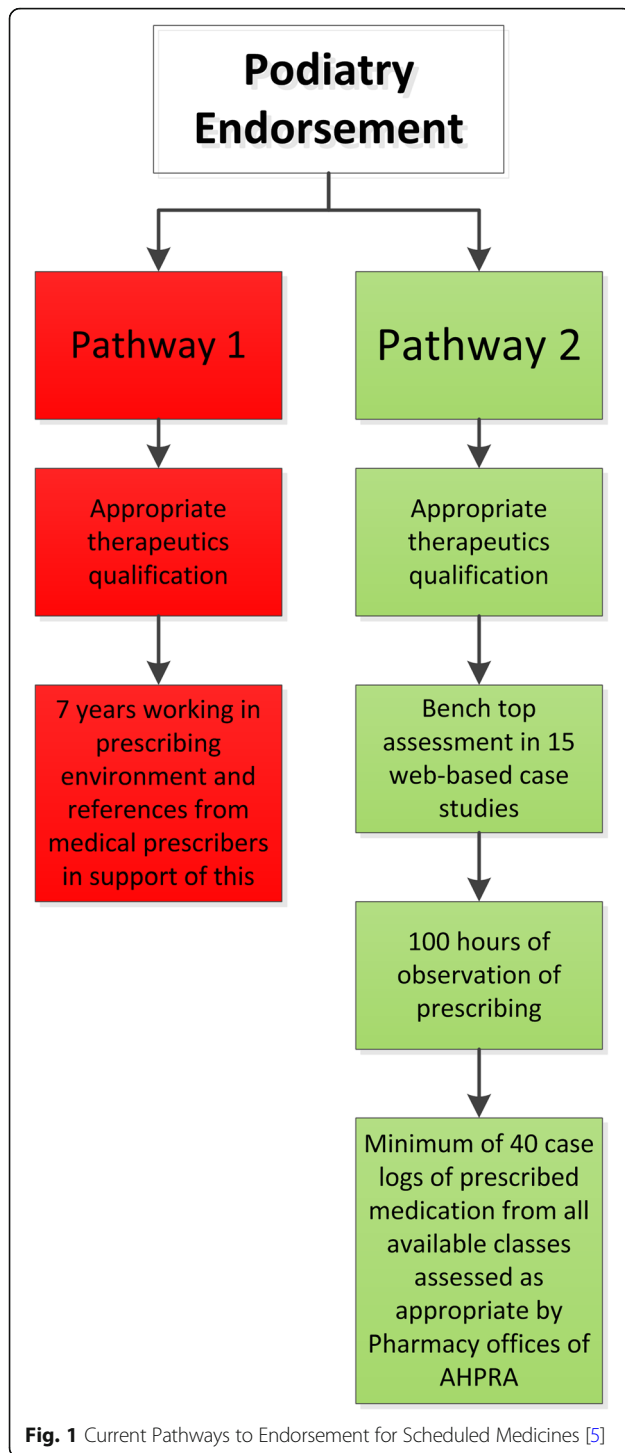 Podiatry
Endorsement
Pathway 1
Appropriate
therapeutics
qualification
7 years working in
prescribing
environment and
references from
medical prescribers
in support of this
Pathway 2
Appropriate
therapeutics
qualification
Bench top
assessment in 15
web-based case
studies
100 hours of
observation of
prescribing
Minimum of 40 case
logs of prescribed
medication from all
available classes
assessed as
appropriate by
Pharmacy offices of
AHPRA
Fig. 1 Current Pathways to Endorsement for Scheduled Medicines [5]